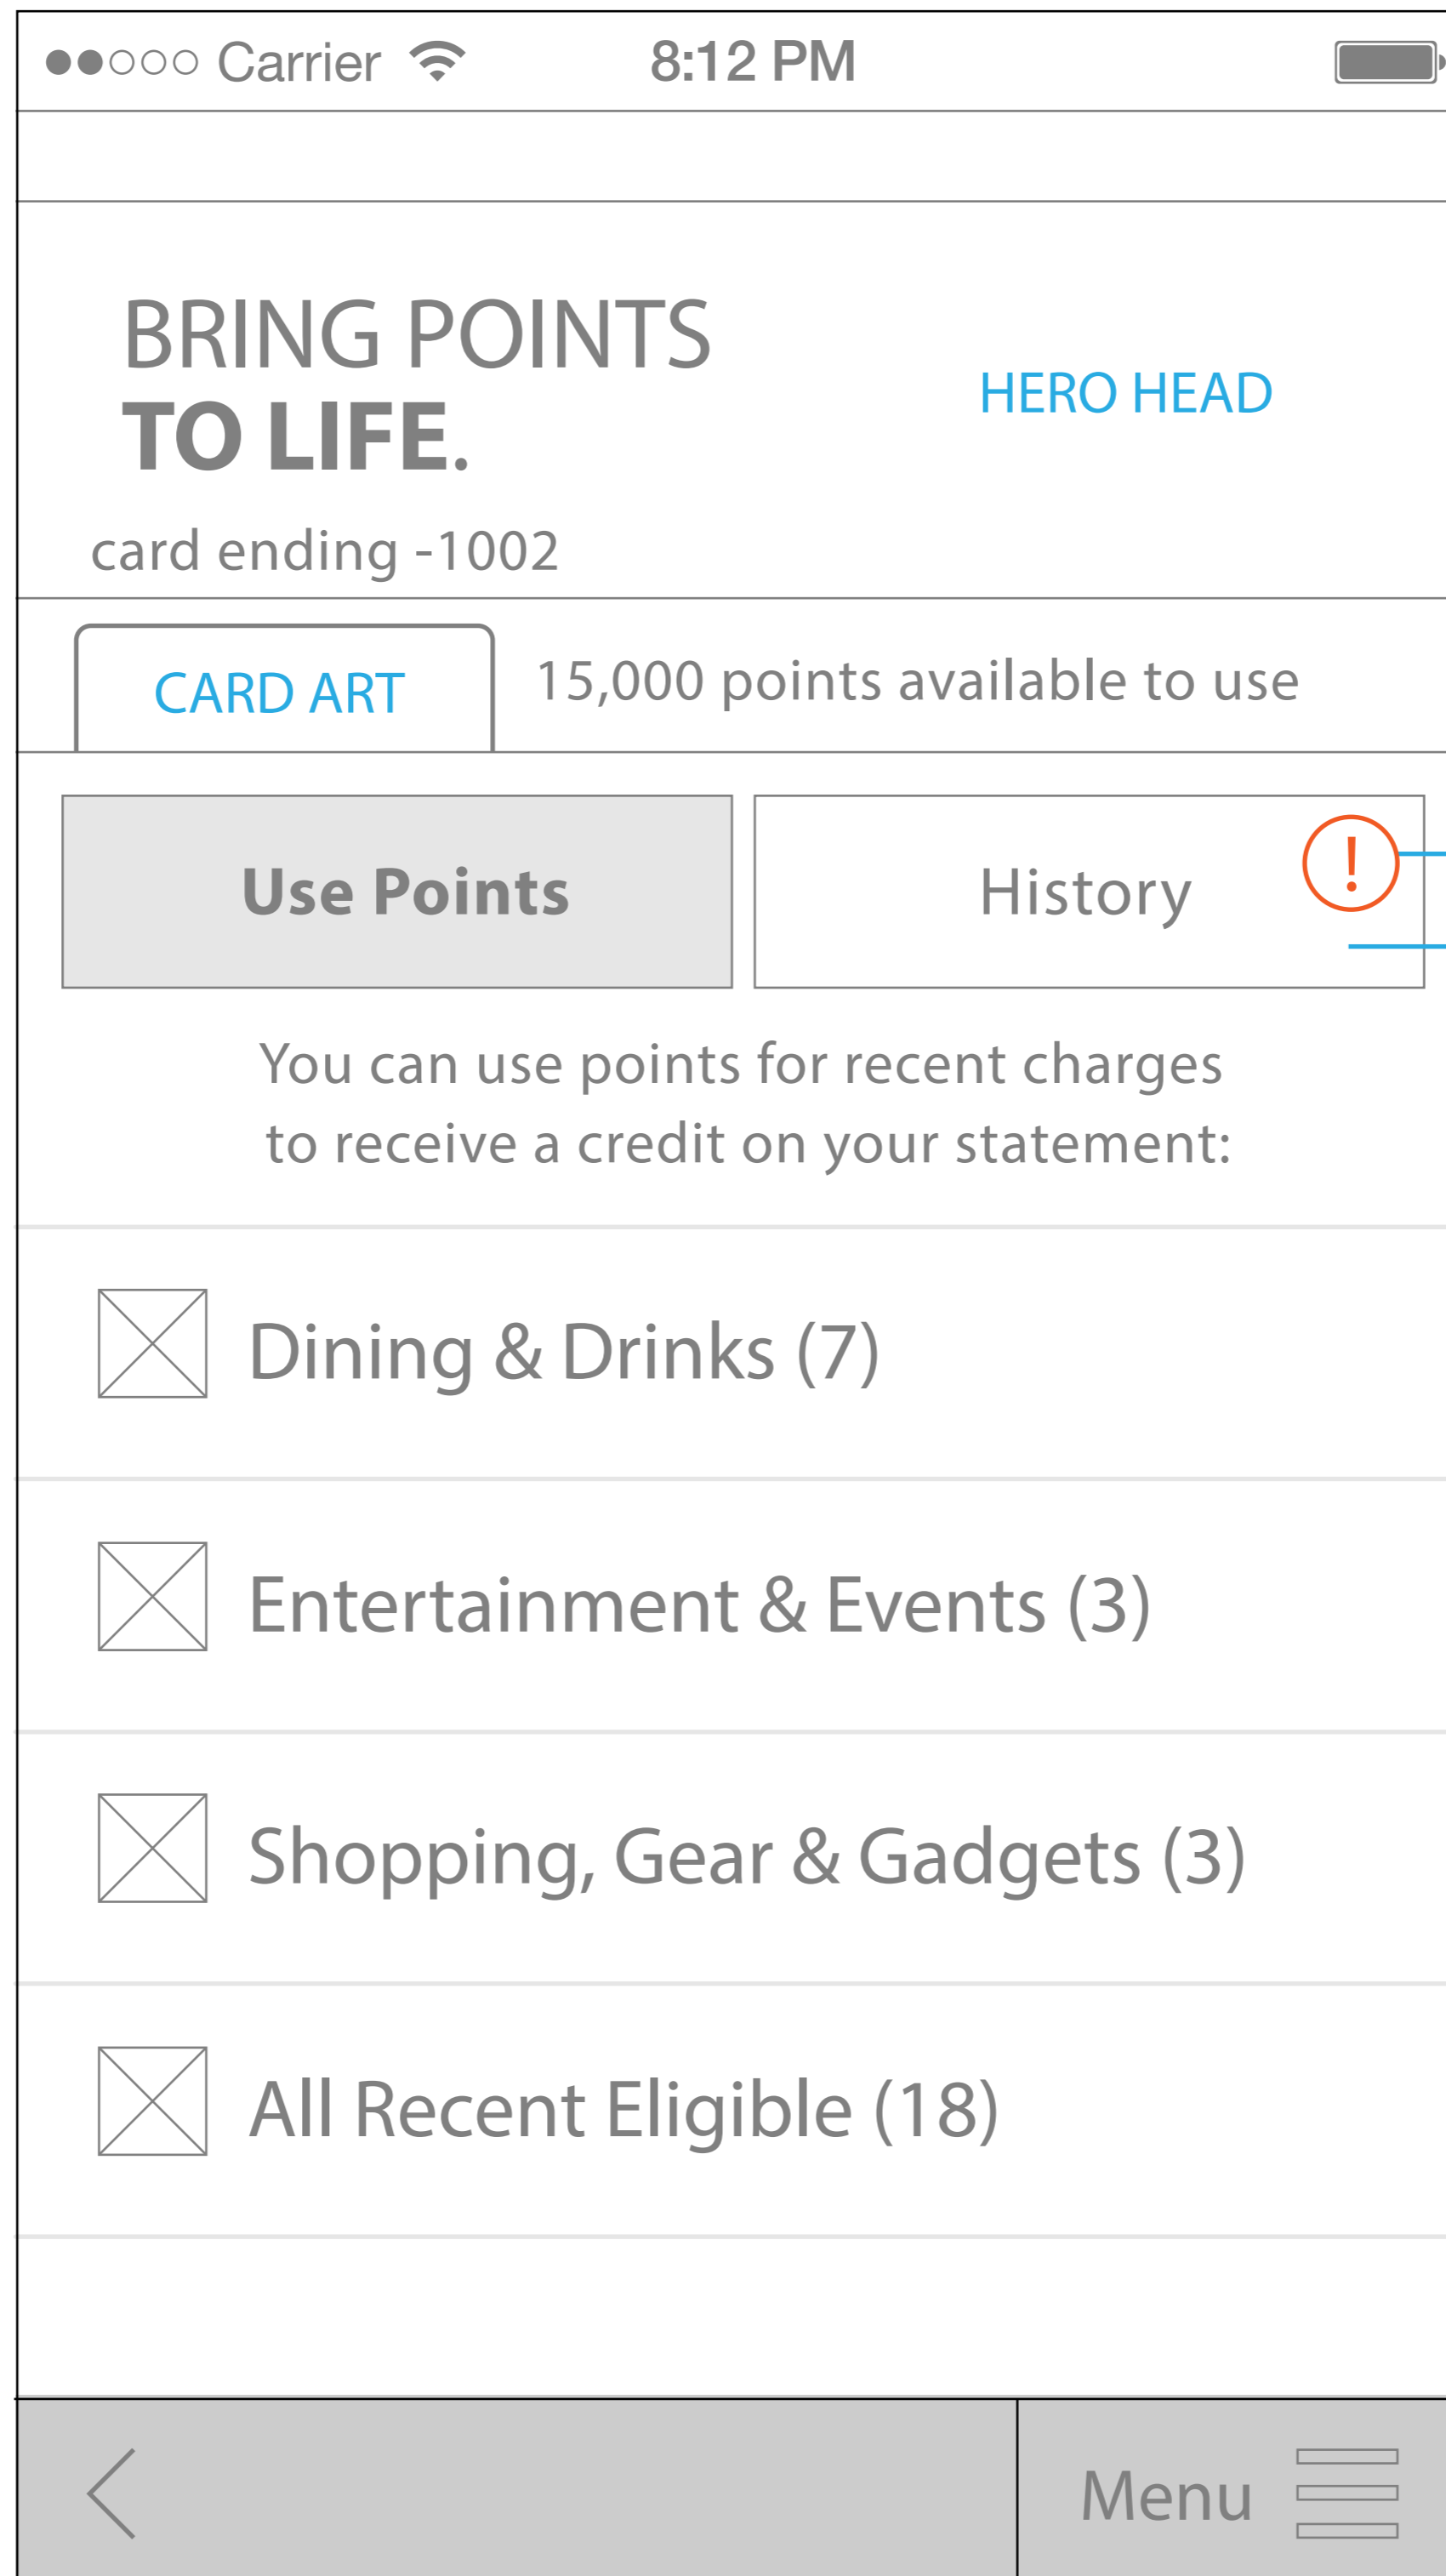 Carrier 8:12 PM
BRING POINTS
TO LIFE.
HERO HEAD
card ending -1002
CARD ART
15,000 points available to use
Use Points
History !
You can use points for recent charges
to receive a credit on your statement:
Dining & Drinks (7)
Entertainment & Events (3)
Shopping, Gear & Gadgets (3)
All Recent Eligible (18)
Menu